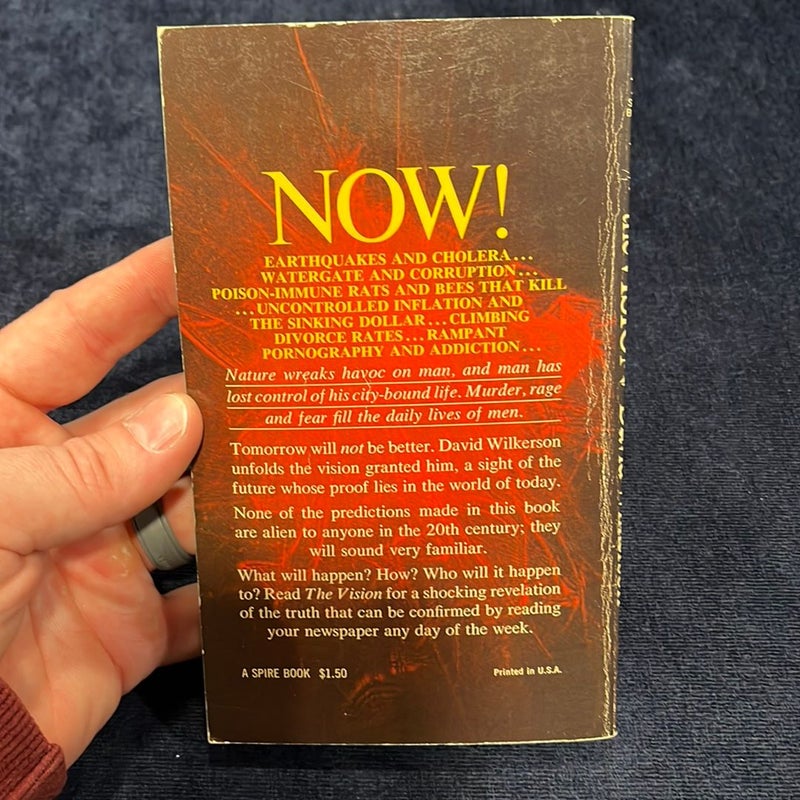 NOW!
EARTHQUAKES AND CHOLERA...
WATERGATE AND CORRUPTION...
POISON-IMMUNE RATS AND BEES THAT KILL
...UNCONTROLLED INFLATION AND
THE SINKING DOLLAR...CLIMBING
DIVORCE RATES...RAMPANT
PORNOGRAPHY AND ADDICTION...
Nature wreaks havoc on man, and man has
lost control of his city-bound life. Murder, rage
and fear fill the daily lives of men.
Tomorrow will not be better. David Wilkerson
unfolds the vision granted him, a sight of the
future whose proof lies in the world of today.
None of the predictions made in this book
are alien to anyone in the 20th century; they
will sound very familiar.
What will happen? How? Who will it happen
to? Read The Vision for a shocking revelation
of the truth that can be confirmed by reading
your newspaper any day of the week.
A SPIRE BOOK $1.50
Printed in U.S.A.